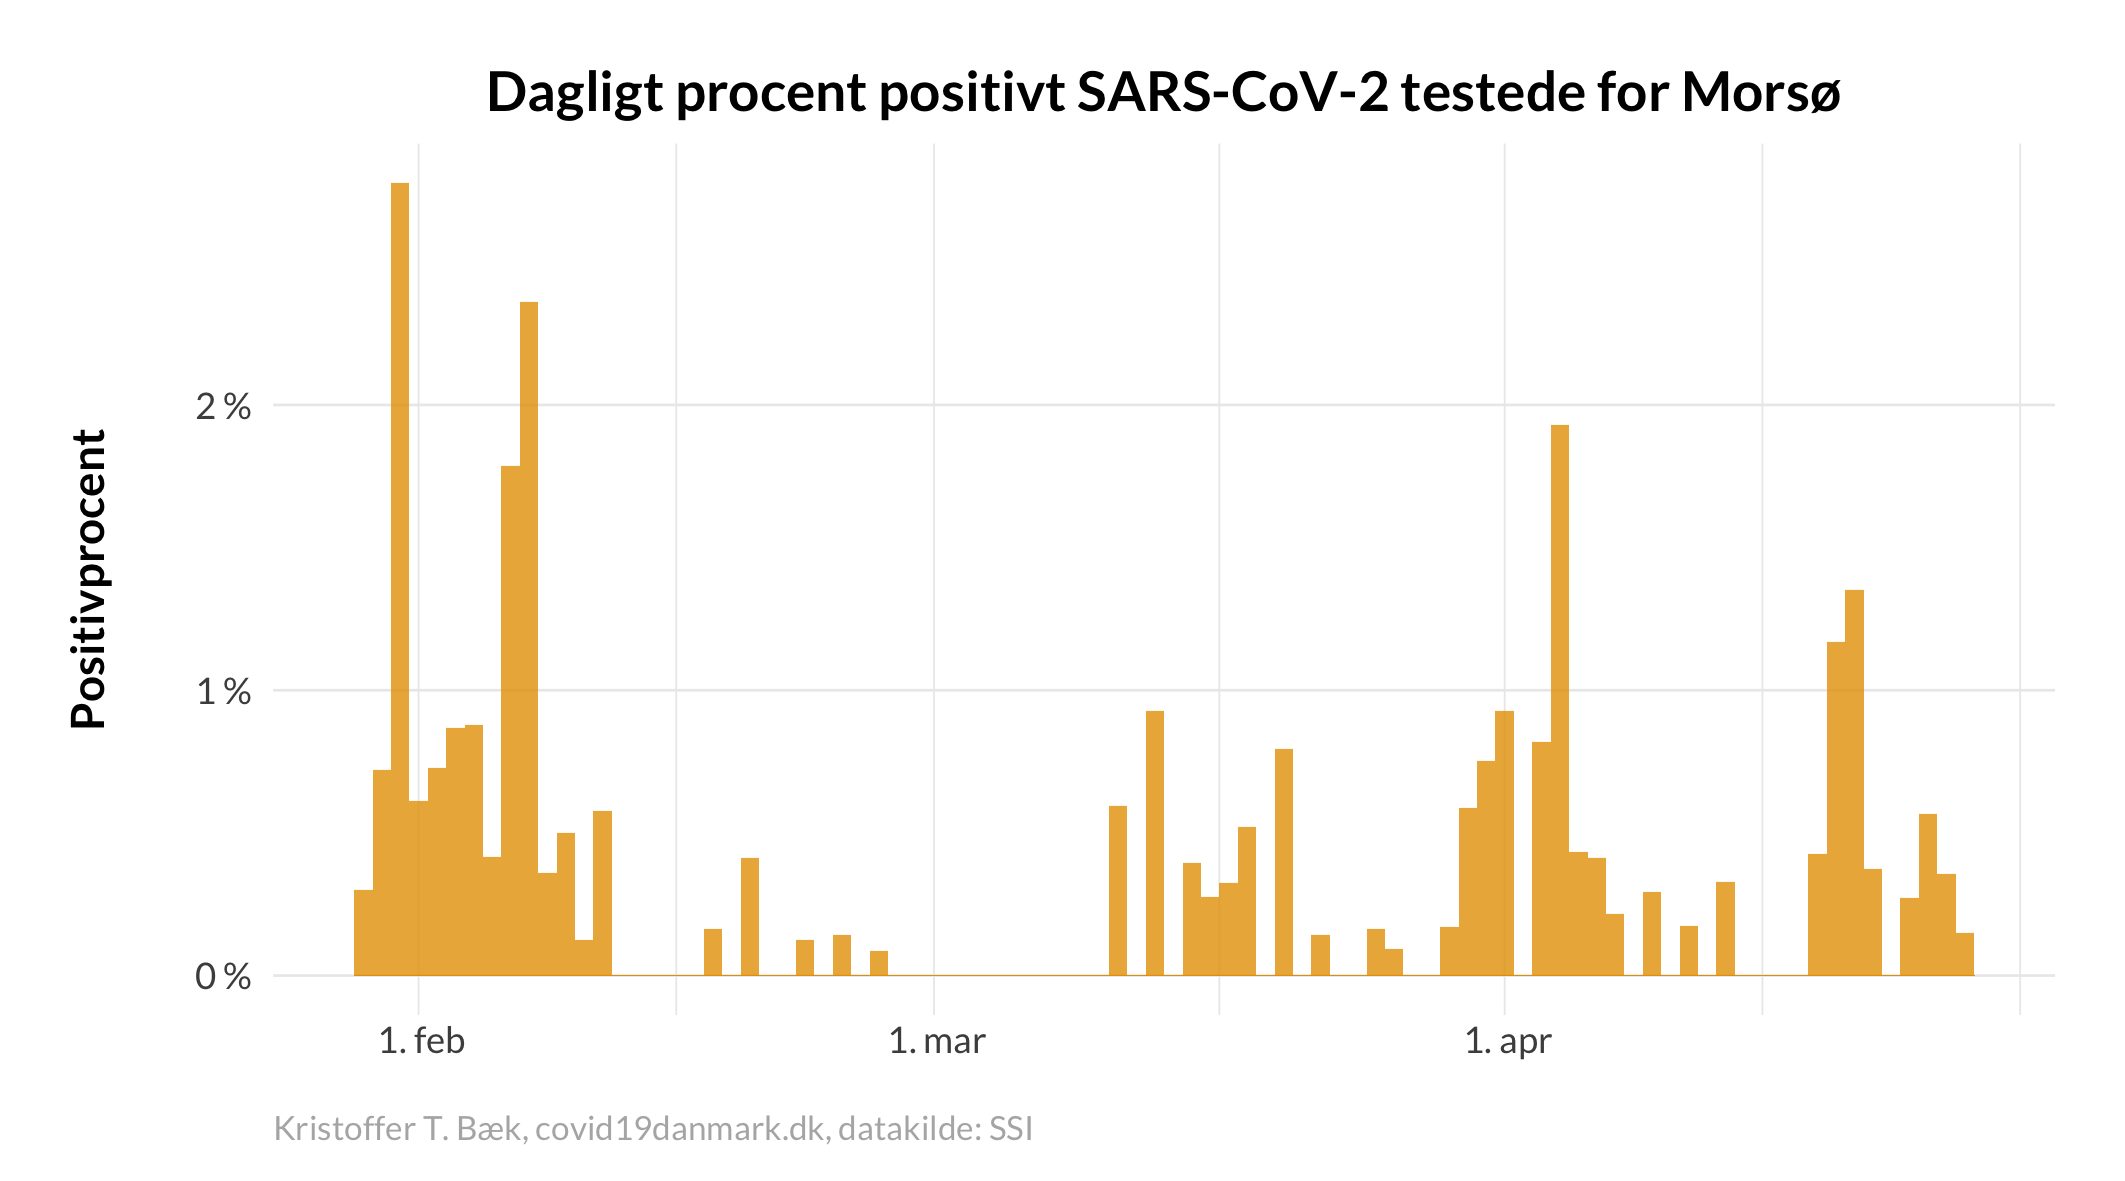 Dagligt procent positivt SARS-CoV-2 testede for Morsø
Positivprocent
2 %
1 %
0 %
1. feb
1. mar
1. apr
Kristoffer T. Bæk, covid19danmark.dk, datakilde: SSI